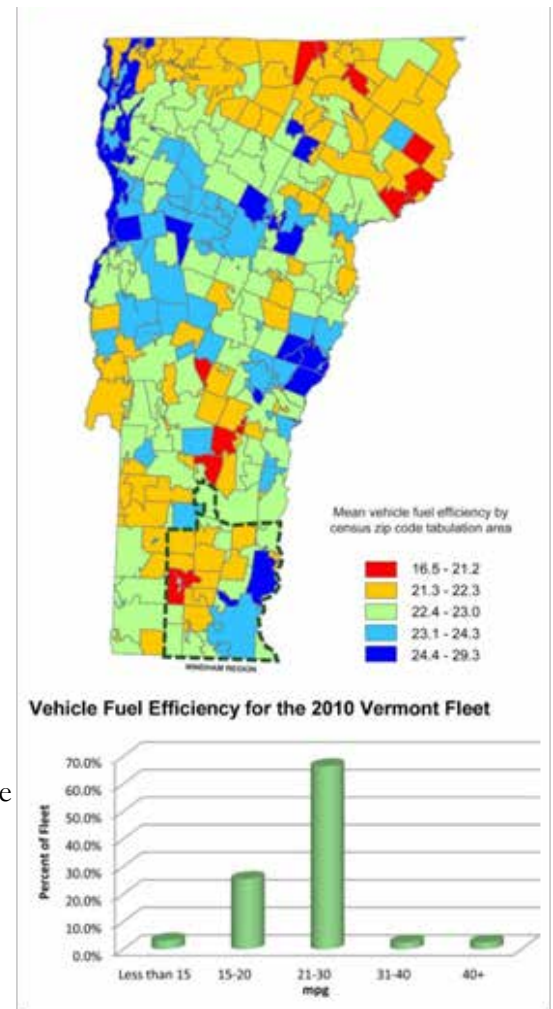 Mean vehicle fuel efficiency by
census zip code tabulation area
16.5 - 21.2
21.3 - 22.3
22.4 - 23.0
23.1 - 24.3
24.4 - 29.3
WINDHAM REGION
Vehicle Fuel Efficiency for the 2010 Vermont Fleet
e
Percent of Fleet
70.0%
60.0%
50.0%
40.0%
30.0%
20.0%
10.0%
0.0%
Less than 15 15-20 21-30 31-40 40+
mpg